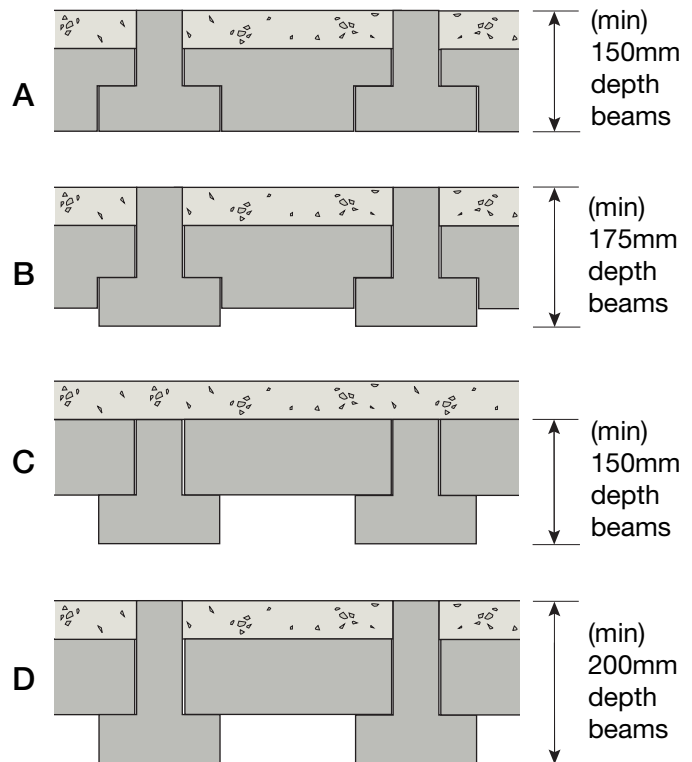 A
(min)
150mm
depth
beams
B
(min)
175mm
depth
beams
C
(min)
150mm
depth
beams
D
(min)
200mm
depth
beams